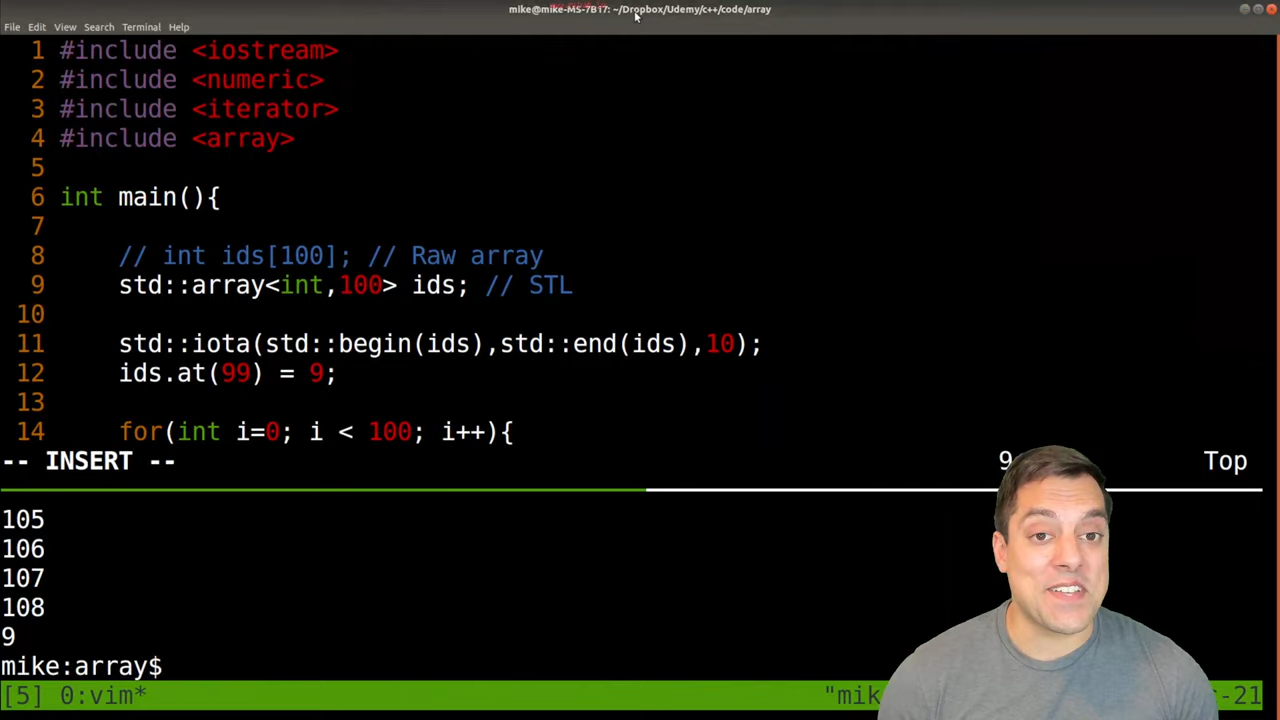 mike@mike-MS-7B17: ~/Dropbox/Udemy/c++/code/array
File Edit View Search Terminal Help
1 #include <iostream>
2 #include <numeric>
3 #include <iterator>
4 #include <array>
5
6 int main(){
7
8 // int ids[100]; // Raw array
9 std::array<int,100> ids; // STL
10
11 std::iota(std::begin(ids),std::end(ids),10);
12 ids.at(99) = 9;
13
14 for(int i=0; i < 100; i++){
-- INSERT -- 9 Top
105
106
107
108
9
mike:array$
[5] 0:vim* "mik -21